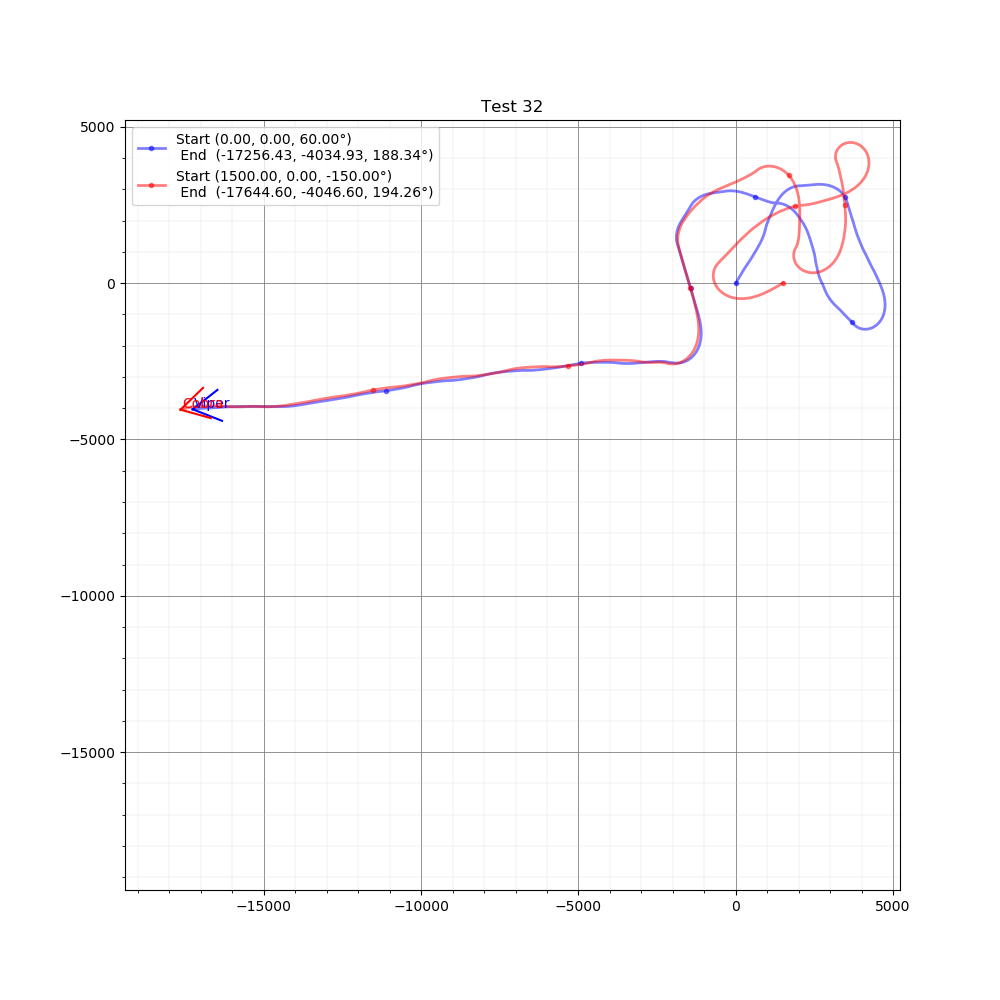 Test 32
Start (0.00, 0.00, 60.00°)
End (-17256.43, -4034.93, 188.34°)
Start (1500.00, 0.00, -150.00°)
End (-17644.60, -4046.60, 194.26°)
5000
0
−5000
−10000
−15000
−15000
−10000
−5000
0
5000